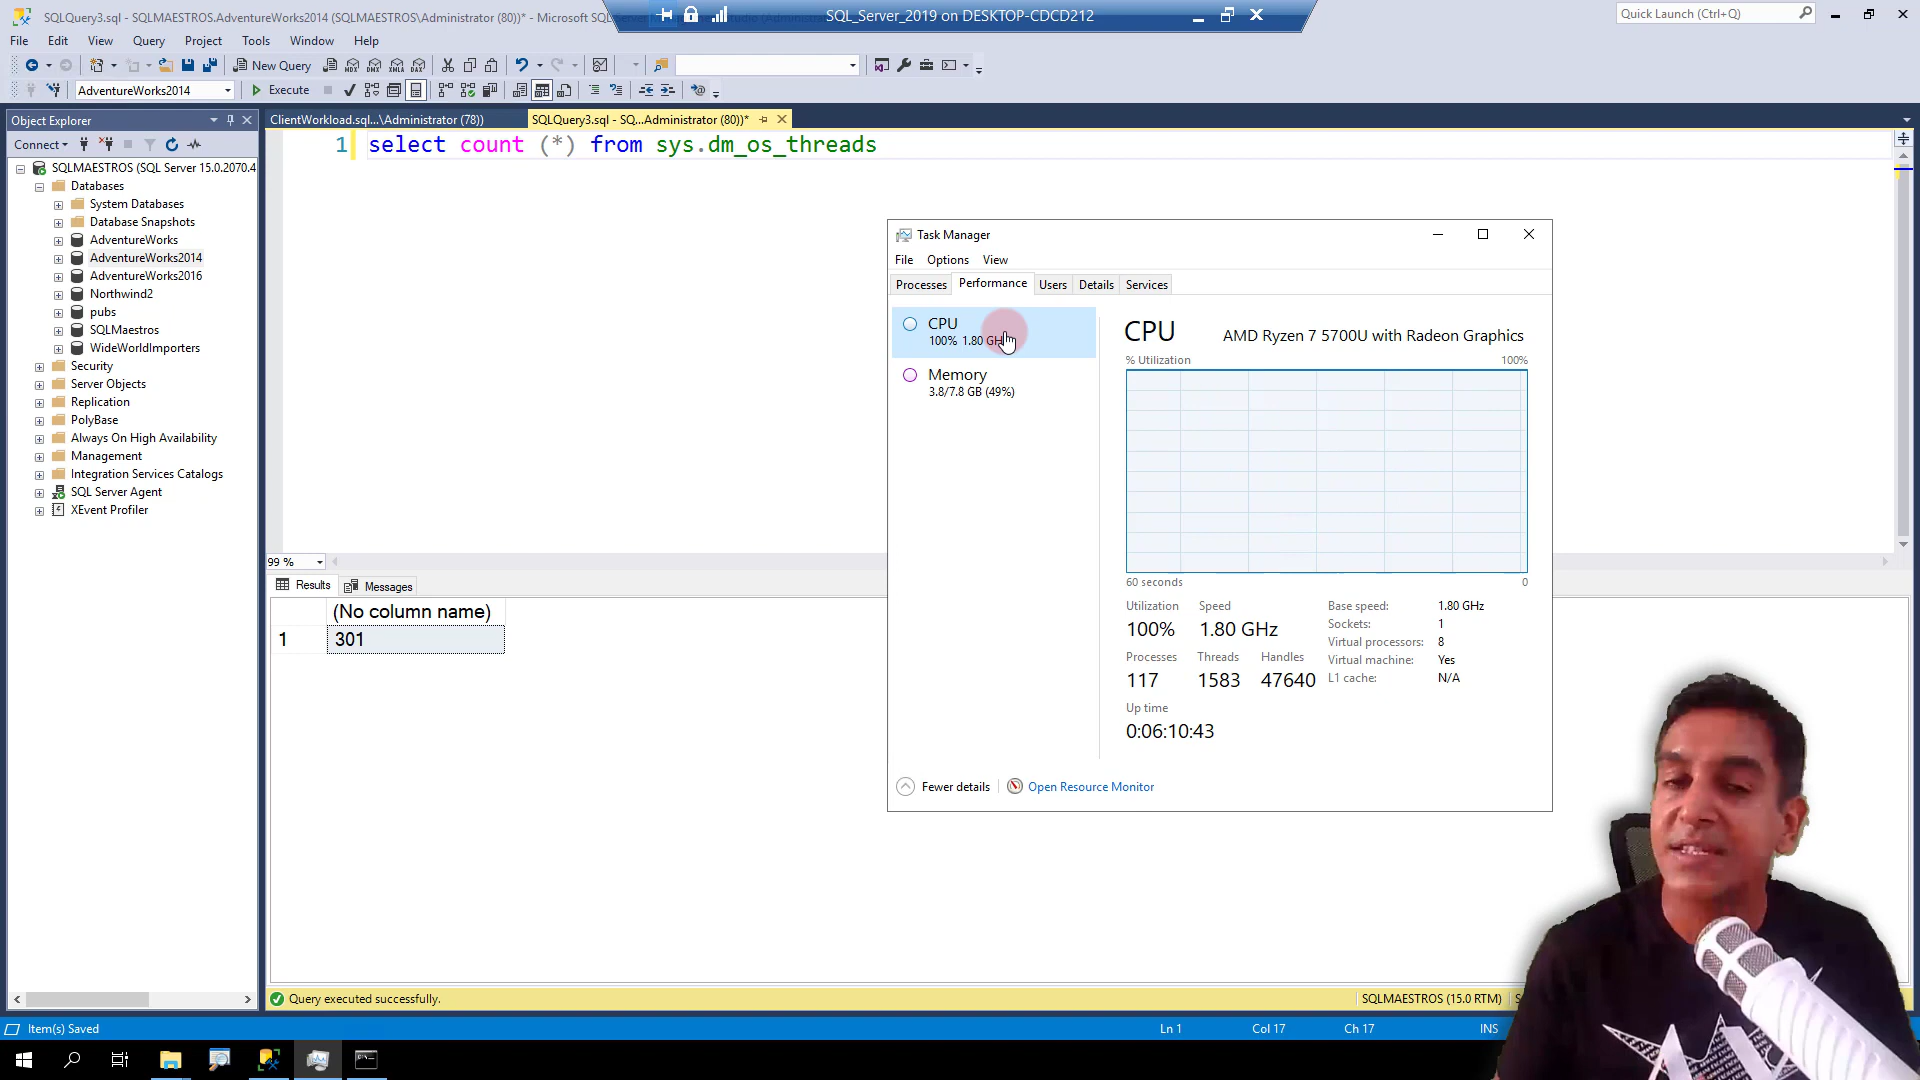 SQLQuery3.sql - SQLMAESTROS.AdventureWorks2014 (SQLMAESTROS\Administrator (80))* - Microsoft SQL
SQL_Server_2019 on DESKTOP-CDCD212
Quick Launch (Ctrl+Q)
File Edit View Query Project Tools Window Help
New Query
MDX DMX XMLA DAX
AdventureWorks2014
Execute
Object Explorer
ClientWorkload.sql...\Administrator (78))
SQLQuery3.sql - SQ...Administrator (80))*
Connect
1 select count (*) from sys.dm_os_threads
SQLMAESTROS (SQL Server 15.0.2070.4
Databases
System Databases
Database Snapshots
AdventureWorks
AdventureWorks2014
AdventureWorks2016
Northwind2
pubs
SQLMaestros
WideWorldImporters
Security
Server Objects
Replication
PolyBase
Always On High Availability
Management
Integration Services Catalogs
SQL Server Agent
XEvent Profiler
Task Manager
File Options View
Processes Performance Users Details Services
CPU
100% 1.80 GHz
Memory
3.8/7.8 GB (49%)
CPU AMD Ryzen 7 5700U with Radeon Graphics
% Utilization 100%
60 seconds 0
Utilization Speed
100% 1.80 GHz
Processes Threads Handles
117 1583 47640
Up time
0:06:10:43
Base speed: 1.80 GHz
Sockets: 1
Virtual processors: 8
Virtual machine: Yes
L1 cache: N/A
Fewer details Open Resource Monitor
99 %
Results Messages
(No column name)
1 301
Query executed successfully.
SQLMAESTROS (15.0 RTM)
Item(s) Saved
Ln 1 Col 17 Ch 17 INS